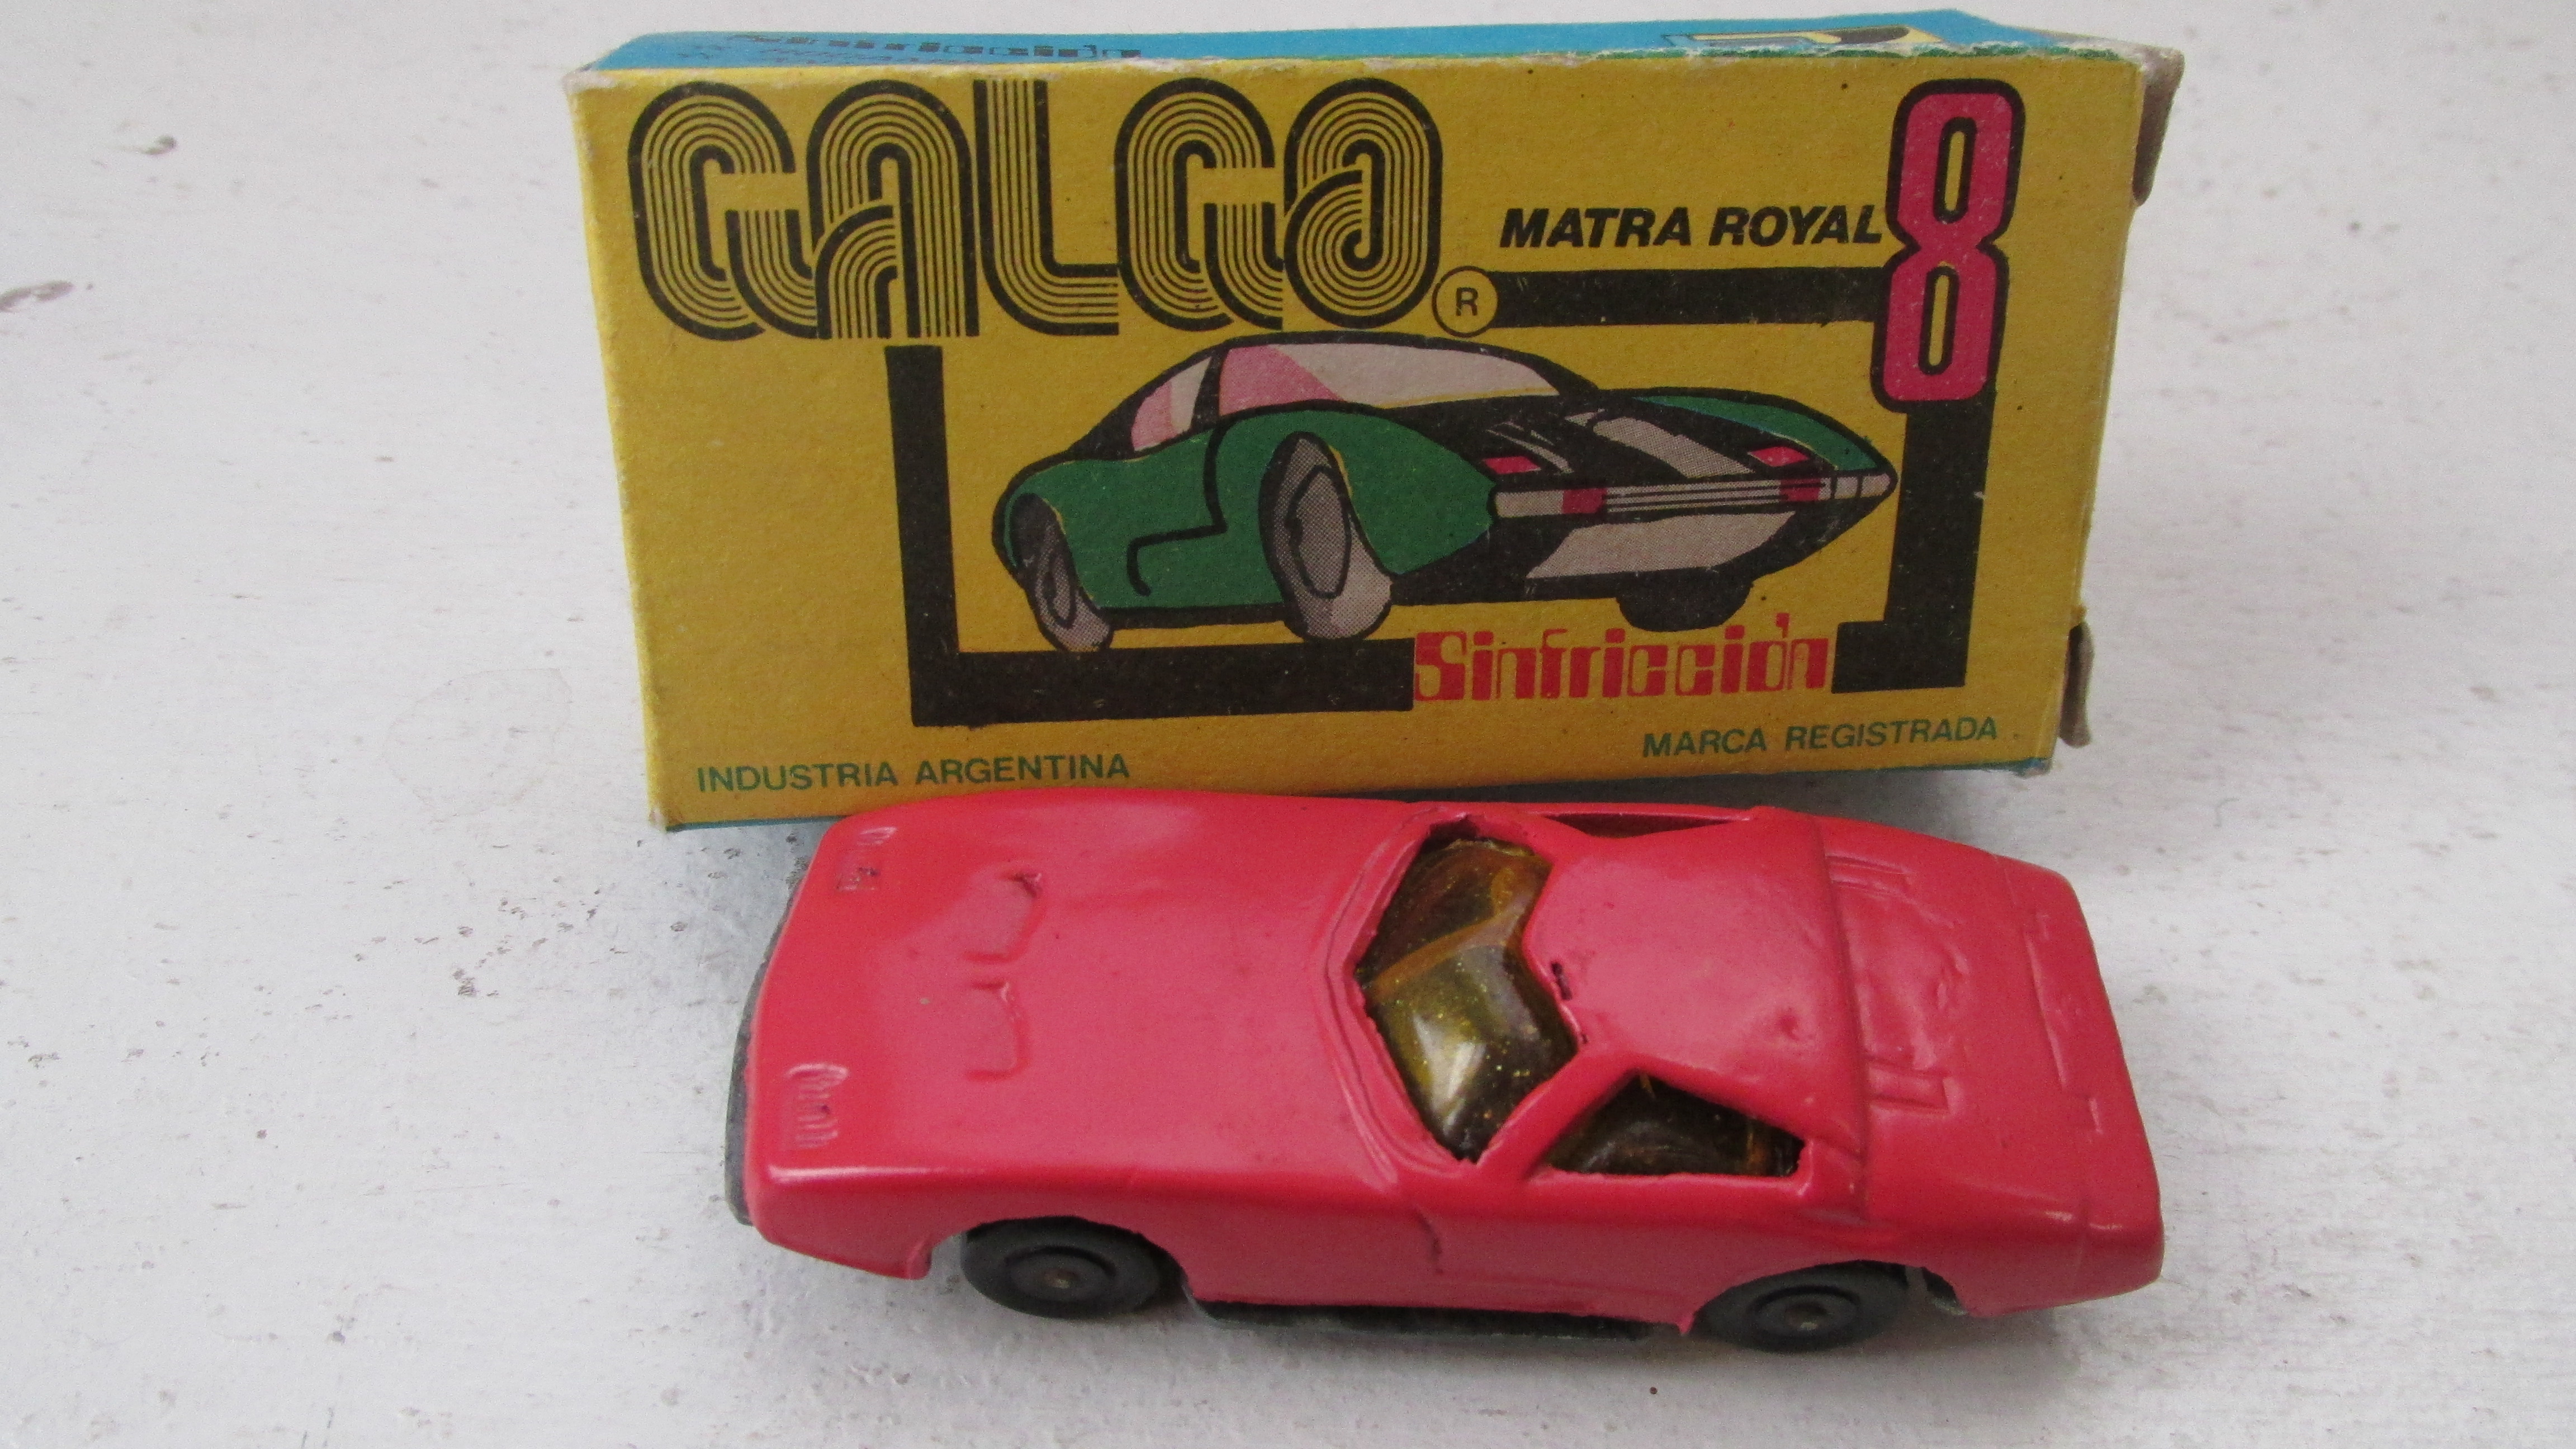 GALGO
®
MATRA ROYAL
8
Sinfricción
INDUSTRIA ARGENTINA
MARCA REGISTRADA